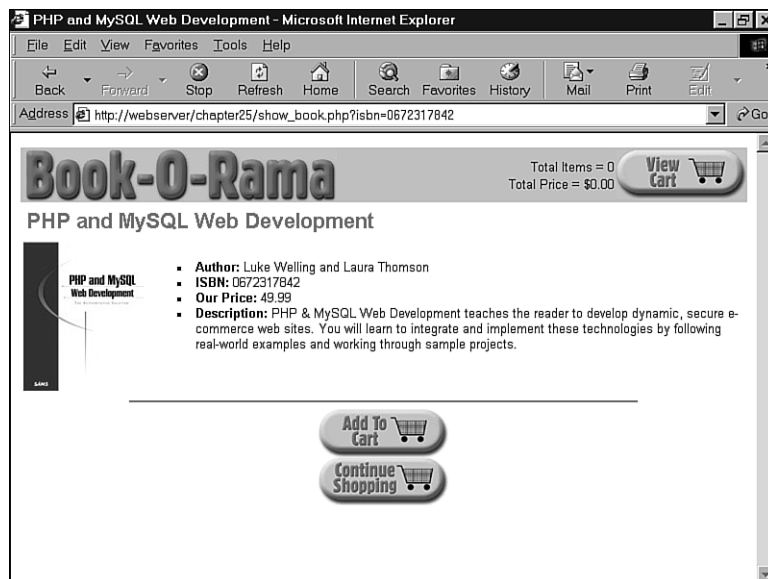 PHP and MySQL Web Development - Microsoft Internet Explorer
File Edit View Favorites Tools Help
Back Forward Stop Refresh Home Search Favorites History Mail Print Edit
Address http://webserver/chapter25/show_book.php?isbn=0672317842 Go
Book-O-Rama
Total Items = 0
Total Price = $0.00
View
Cart
PHP and MySQL Web Development
PHP and MySQL
Web Development
SAMS
Author: Luke Welling and Laura Thomson
ISBN: 0672317842
Our Price: 49.99
Description: PHP & MySQL Web Development teaches the reader to develop dynamic, secure e-
commerce web sites. You will learn to integrate and implement these technologies by following
real-world examples and working through sample projects.
Add To
Cart
Continue
Shopping